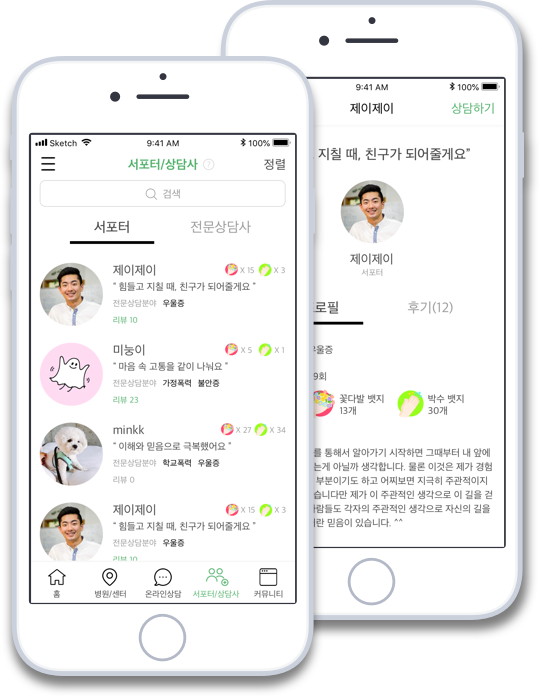 Sketch 9:41 AM 100%
서포터/상담사 ? 정렬
검색
서포터 전문상담사
제이제이 X 15 X 3
" 힘들고 지칠 때, 친구가 되어줄게요 "
전문상담분야 우울증
리뷰 10
미눙이 X 5 X 1
" 마음 속 고통을 같이 나눠요 "
전문상담분야 가정폭력 불안증
리뷰 23
minkk X 27 X 34
" 이해와 믿음으로 극복했어요 "
전문상담분야 학교폭력 우울증
리뷰 0
제이제이 X 15 X 3
" 힘들고 지칠 때, 친구가 되어줄게요 "
전문상담분야 우울증
리뷰 10
홈 병원/센터 온라인상담 서포터/상담사 커뮤니티
9:41 AM 100%
제이제이 상담하기
지칠 때, 친구가 되어줄게요"
제이제이
서포터
로필 후기(12)
우울증
9회
꽃다발 뱃지
13개
박수 뱃지
30개
를 통해서 알아가기 시작하면 그때부터 내 앞에
는게 아닐까 생각합니다. 물론 이것은 제가 경험
부분이기도 하고 어찌보면 지극히 주관적이지
습니다만 제가 이 주관적인 생각으로 이 길을 걷
사람들도 각자의 주관적인 생각으로 자신의 길을
란 믿음이 있습니다. ^^